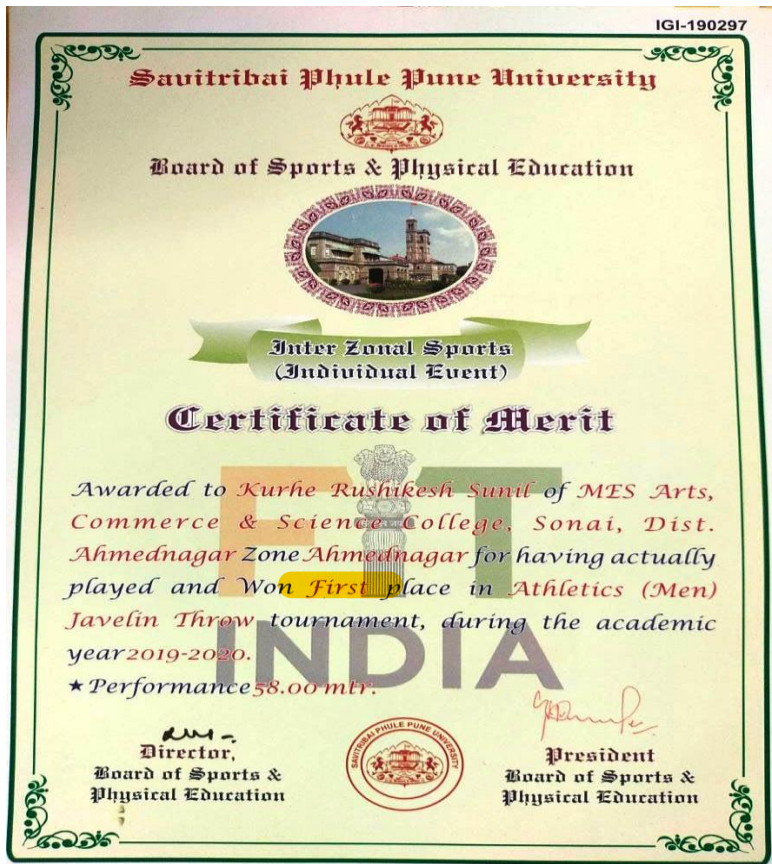 IGI-190297
Savitribai Phule Pune University
Board of Sports & Physical Education
Inter Zonal Sports
(Individual Event)
Certificate of Merit
FIT
INDIA
Awarded to Kurhe Rushikesh Sunil of MES Arts,
Commerce & Science College, Sonai, Dist.
Ahmednagar Zone Ahmednagar for having actually
played and Won First place in Athletics (Men)
Javelin Throw tournament, during the academic
year 2019-2020.
★ Performance 58.00 mtr.
Director,
Board of Sports &
Physical Education
SAVITRIBAI PHULE PUNE UNIVERSITY
President
Board of Sports &
Physical Education